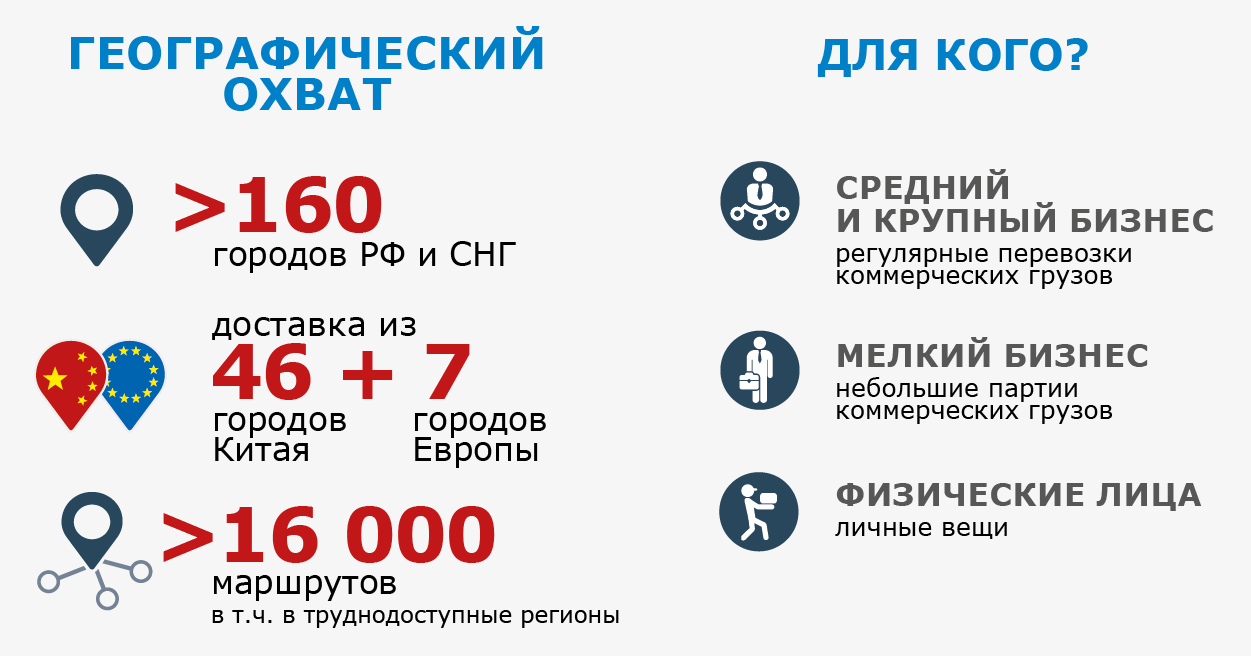 ГЕОГРАФИЧЕСКИЙ
ОХВАТ
>160
городов РФ и СНГ
доставка из
46 + 7
городов городов
Китая Европы
>16 000
маршрутов
в т.ч. в труднодоступные регионы
ДЛЯ КОГО?
СРЕДНИЙ
И КРУПНЫЙ БИЗНЕС
регулярные перевозки
коммерческих грузов
МЕЛКИЙ БИЗНЕС
небольшие партии
коммерческих грузов
ФИЗИЧЕСКИЕ ЛИЦА
личные вещи